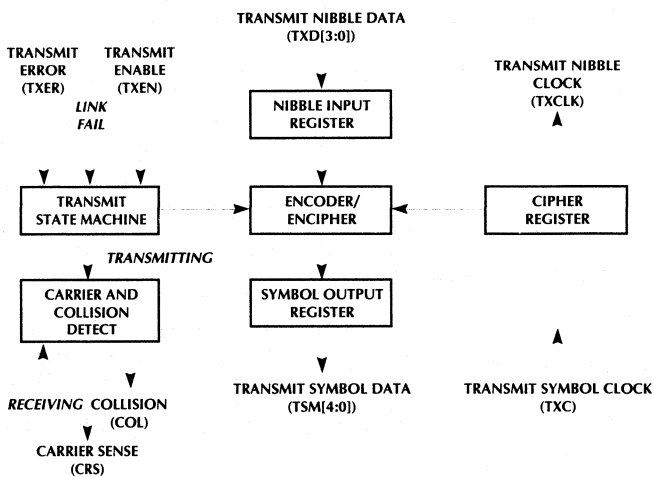 TRANSMIT NIBBLE DATA
(TXD[3:0])
TRANSMIT
ERROR
(TXER)
TRANSMIT
ENABLE
(TXEN)
LINK
FAIL
TRANSMIT NIBBLE
CLOCK
(TXCLK)
NIBBLE INPUT
REGISTER
TRANSMIT
STATE MACHINE
ENCODER/
ENCIPHER
CIPHER
REGISTER
TRANSMITTING
CARRIER AND
COLLISION
DETECT
SYMBOL OUTPUT
REGISTER
RECEIVING COLLISION
(COL)
CARRIER SENSE
(CRS)
TRANSMIT SYMBOL DATA
(TSM[4:0])
TRANSMIT SYMBOL CLOCK
(TXC)